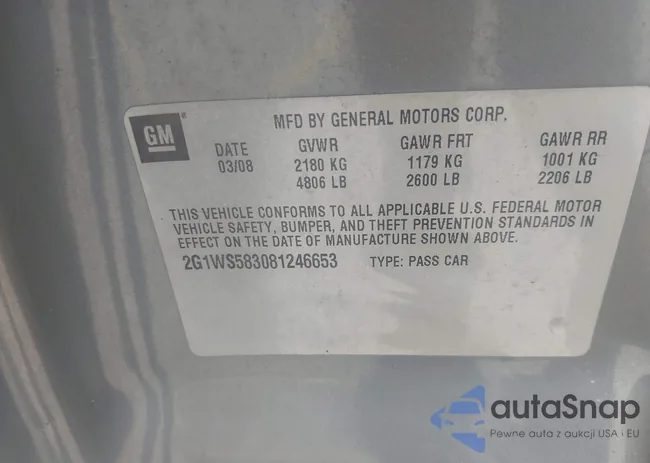 GM
MFD BY GENERAL MOTORS CORP.
DATE GVWR GAWR FRT GAWR RR
03/08 2180 KG 1179 KG 1001 KG
4806 LB 2600 LB 2206 LB
THIS VEHICLE CONFORMS TO ALL APPLICABLE U.S. FEDERAL MOTOR
VEHICLE SAFETY, BUMPER, AND THEFT PREVENTION STANDARDS IN
EFFECT ON THE DATE OF MANUFACTURE SHOWN ABOVE.
2G1WS583081246653 TYPE: PASS CAR
autaSnap
Pewne auta z aukcji USA i EU